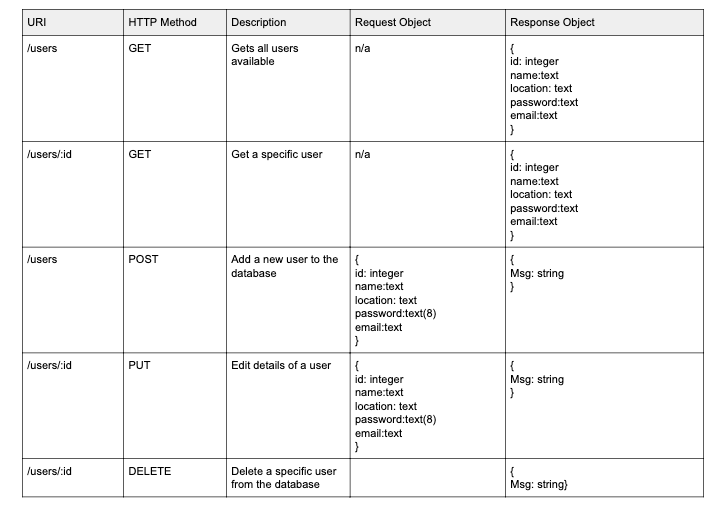 URI HTTP Method Description Request Object Response Object
/users GET Gets all users available n/a {
id: integer
name:text
location: text
password:text
email:text
}
/users/:id GET Get a specific user n/a {
id: integer
name:text
location: text
password:text
email:text
}
/users POST Add a new user to the database {
id: integer
name:text
location: text
password:text(8)
email:text
}
{
Msg: string
}
/users/:id PUT Edit details of a user {
id: integer
name:text
location: text
password:text(8)
email:text
}
{
Msg: string
}
/users/:id DELETE Delete a specific user from the database {
Msg: string}